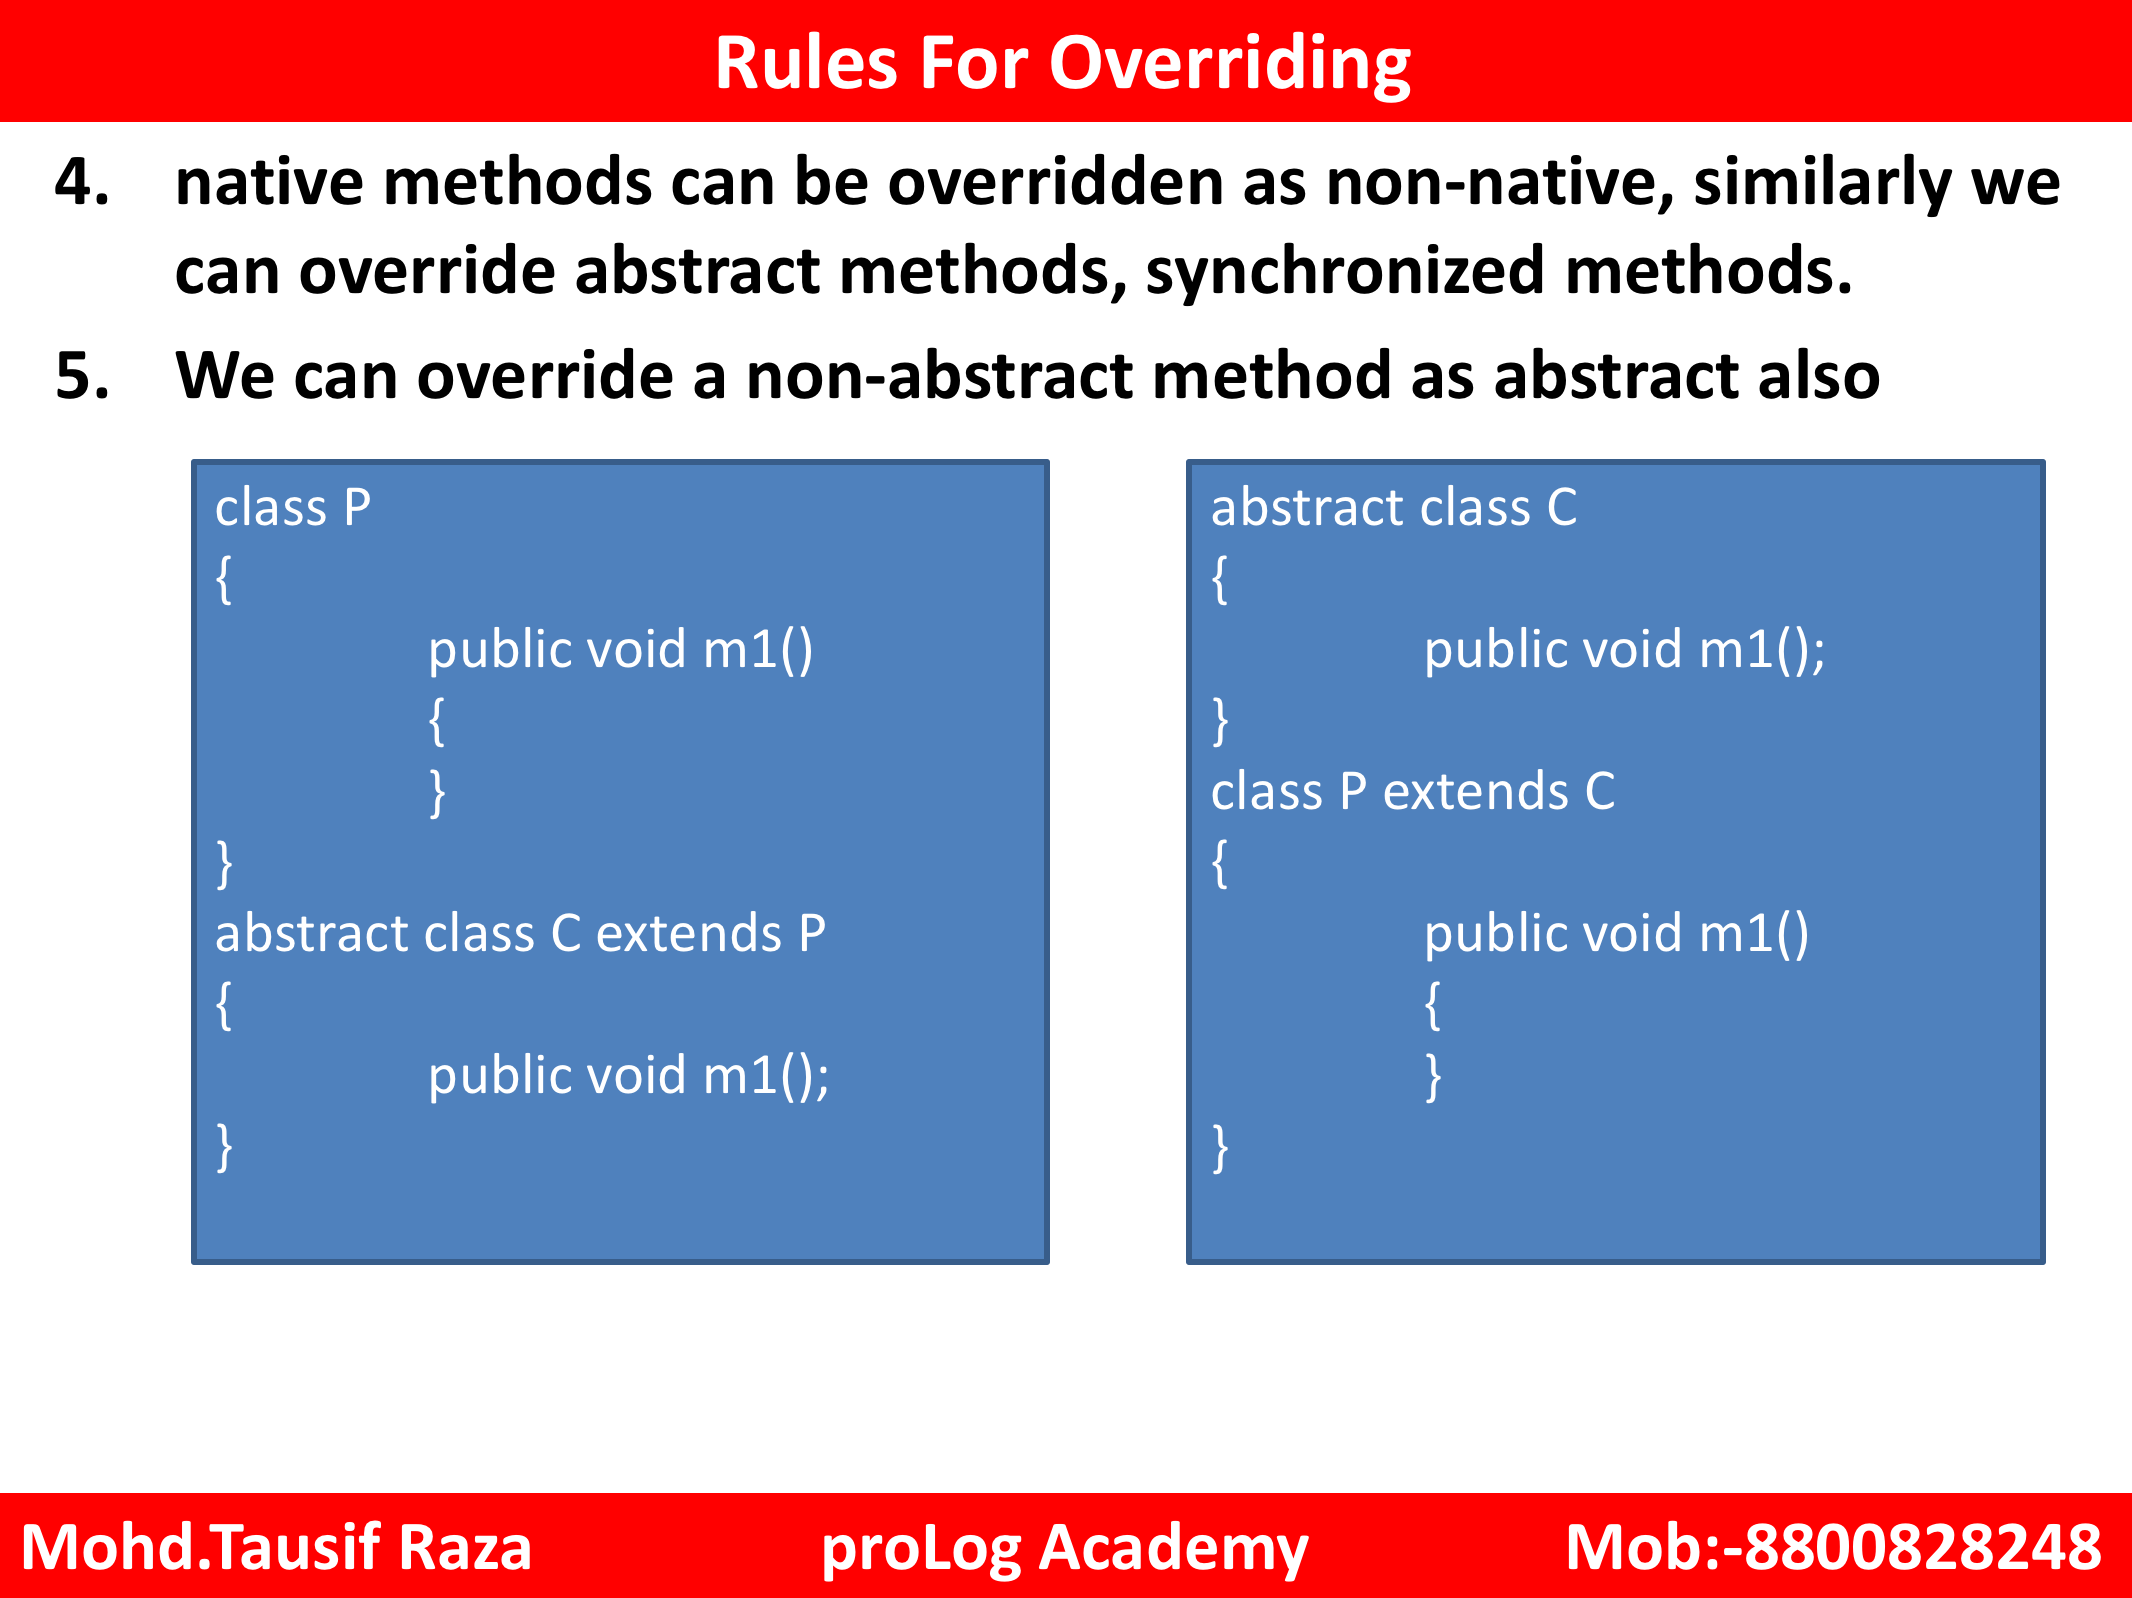 Rules For Overriding
4. native methods can be overridden as non-native, similarly we
can override abstract methods, synchronized methods.
5. We can override a non-abstract method as abstract also
class P
{
public void m1()
{
}
}
abstract class C extends P
{
public void m1();
}
abstract class C
{
public void m1();
}
class P extends C
{
public void m1()
{
}
}
Mohd.Tausif Raza proLog Academy Mob:-8800828248